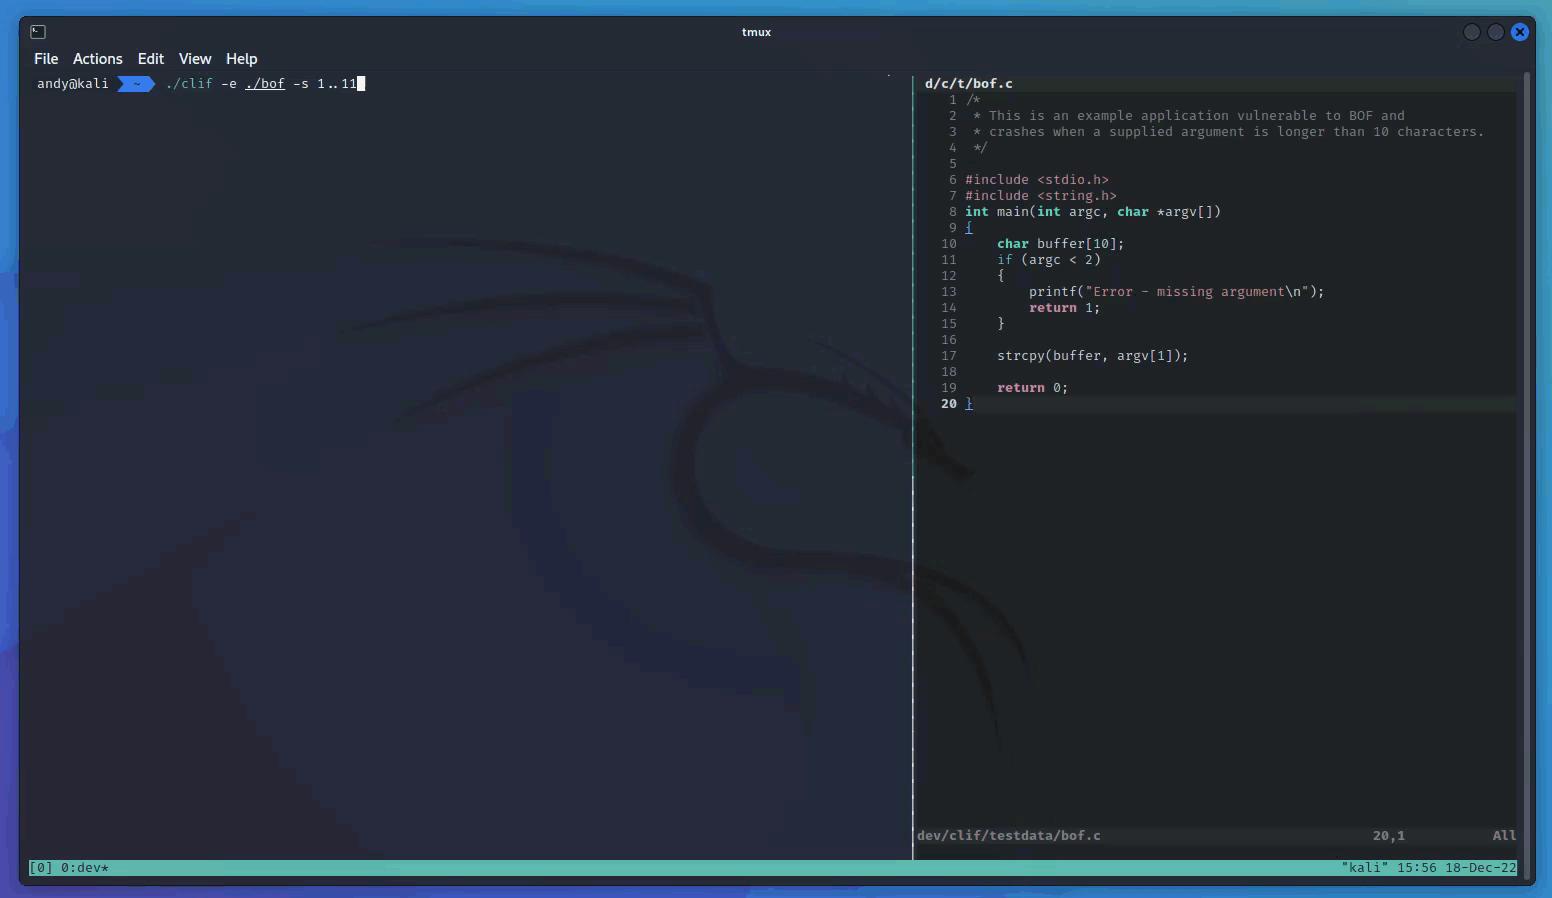 tmux
File Actions Edit View Help
andy@kali ~ ./clif -e ./bof -s 1..11
d/c/t/bof.c
1 /*
2  * This is an example application vulnerable to BOF and
3  * crashes when a supplied argument is longer than 10 characters.
4  */
5
6 #include <stdio.h>
7 #include <string.h>
8 int main(int argc, char *argv[])
9 {
10     char buffer[10];
11     if (argc < 2)
12     {
13         printf("Error - missing argument\n");
14         return 1;
15     }
16
17     strcpy(buffer, argv[1]);
18
19     return 0;
20 }
dev/clif/testdata/bof.c 20,1 All
[0] 0:dev* "kali" 15:56 18-Dec-22